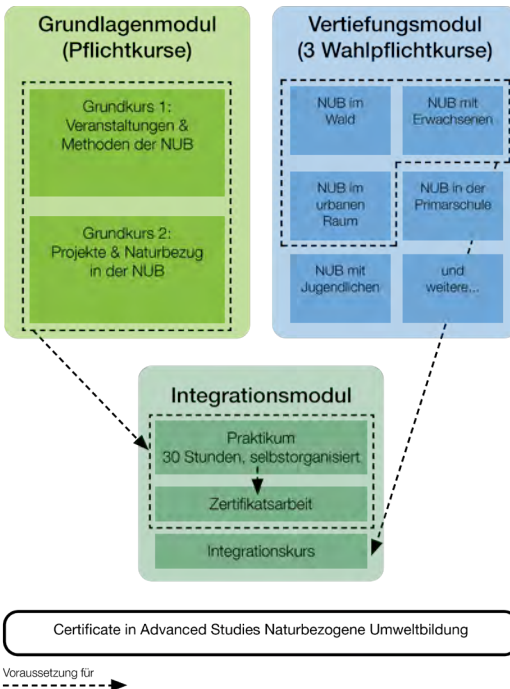 Grundlagenmodul
(Pflichtkurse)
Grundkurs 1:
Veranstaltungen &
Methoden der NUB
Grundkurs 2:
Projekte & Naturbezug
in der NUB
Vertiefungsmodul
(3 Wahlpflichtkurse)
NUB im
Wald
NUB mit
Erwachsenen
NUB im
urbanen
Raum
NUB in der
Primarschule
NUB mit
Jugendlichen
und
weitere...
Integrationsmodul
Praktikum
30 Stunden, selbstorganisiert
Zertifikatsarbeit
Integrationskurs
Certificate in Advanced Studies Naturbezogene Umweltbildung
Voraussetzung für